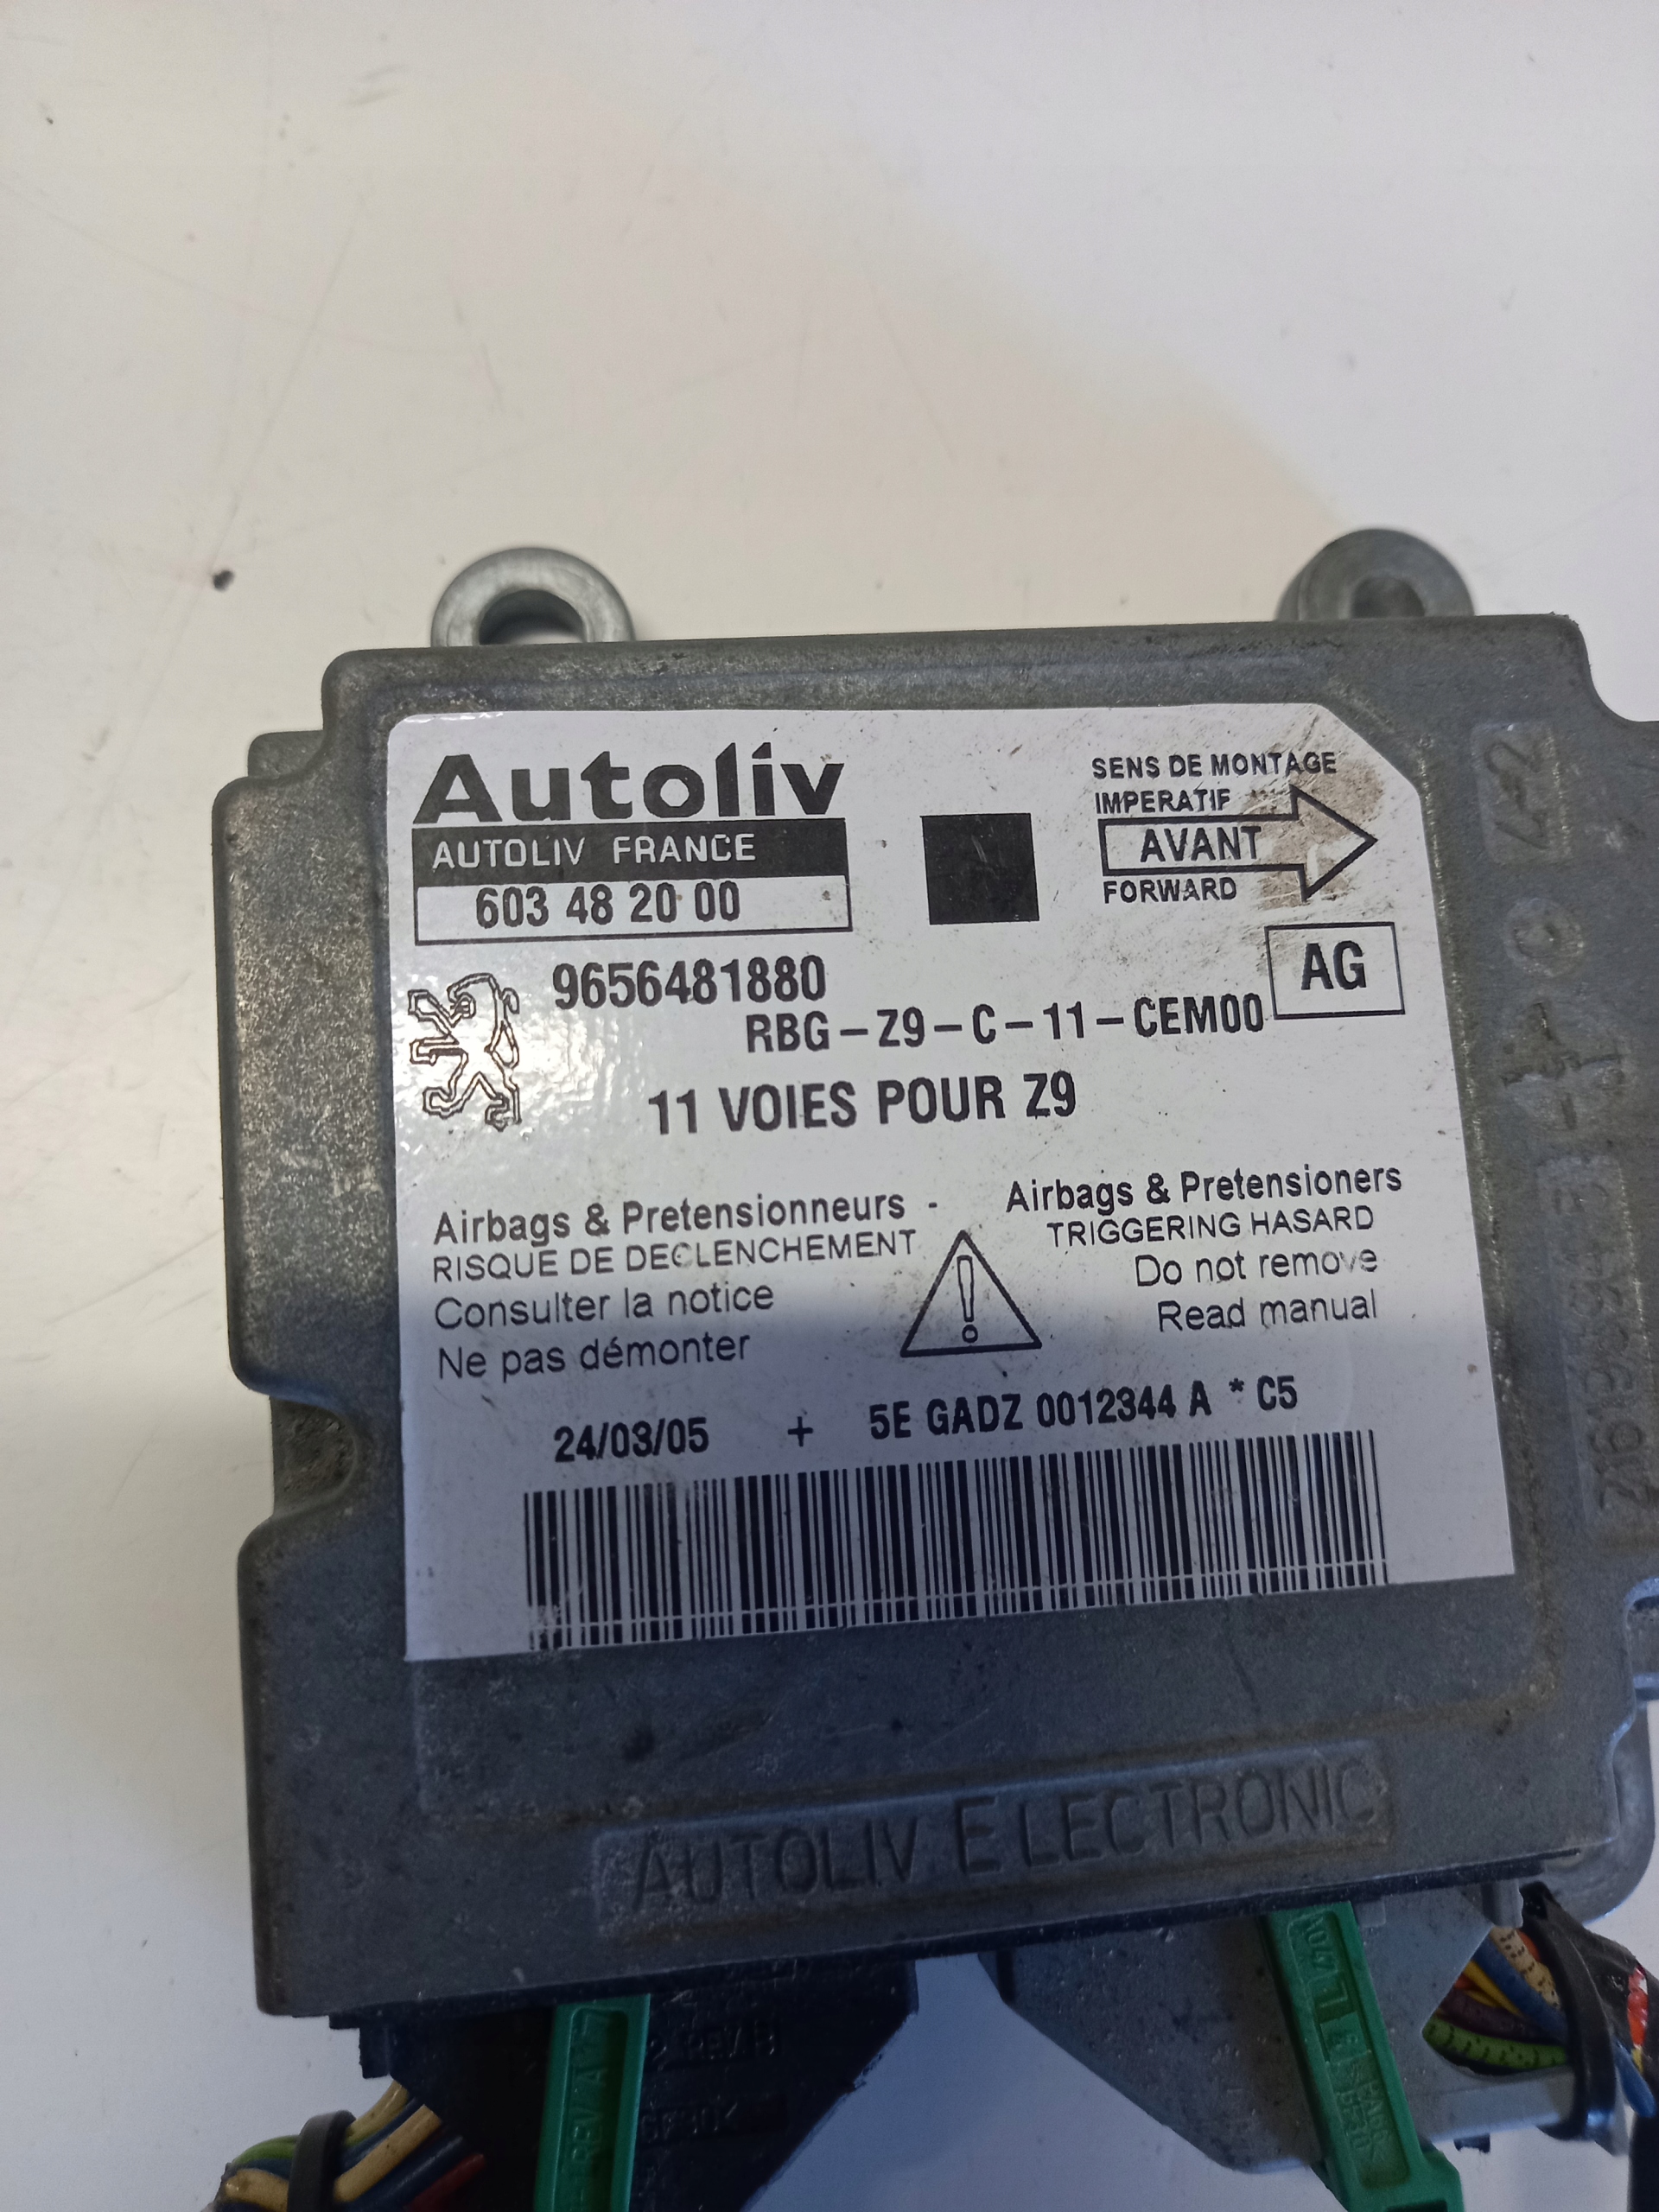 Autoliv
AUTOLIV FRANCE
603 48 20 00
SENS DE MONTAGE
IMPERATIF
AVANT
FORWARD
9656481880
AG
RBG-Z9-C-11-CEM00
11 VOIES POUR Z9
Airbags & Pretensionneurs -
RISQUE DE DECLENCHEMENT
Consulter la notice
Ne pas démonter
Airbags & Pretensioners
TRIGGERING HASARD
Do not remove
Read manual
24/03/05 + 5E GADZ 0012344 A * C5
AUTOLIV ELECTRONIC